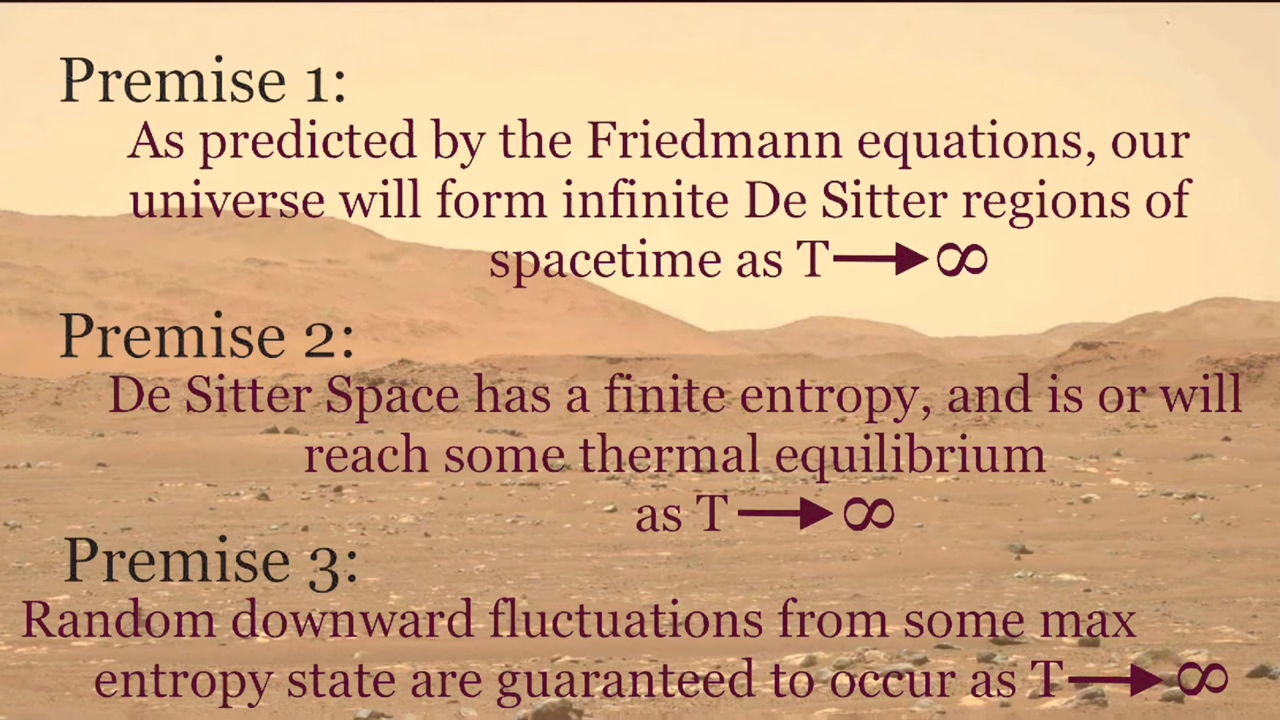 Premise 1:
As predicted by the Friedmann equations, our
universe will form infinite De Sitter regions of
spacetime as T→∞
Premise 2:
De Sitter Space has a finite entropy, and is or will
reach some thermal equilibrium
as T→∞
Premise 3:
Random downward fluctuations from some max
entropy state are guaranteed to occur as T→∞